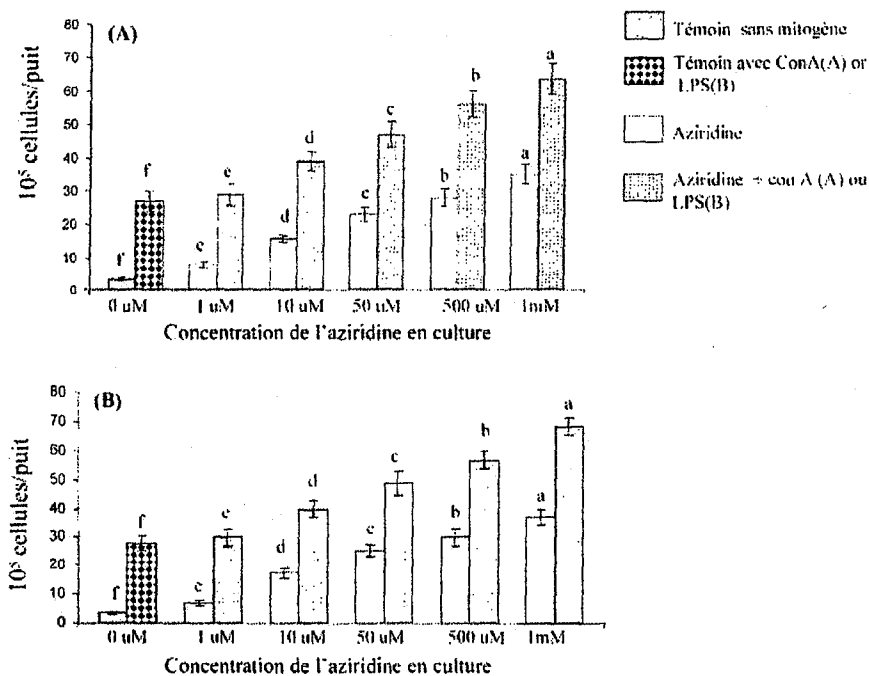 (A)
80
70
60
50
40
30
20
10
0
10⁵ cellules/puit
f
f
e
e
d
d
c
c
b
b
a
a
0 uM 1 uM 10 uM 50 uM 500 uM 1mM
Concentration de l'aziridine en culture
Témoin sans mitogène
Témoin avec ConA(A) or
LPS(B)
Aziridine
Aziridine + con A (A) ou
LPS(B)
(B)
80
70
60
50
40
30
20
10
0
10⁵ cellules/puit
f
f
e
e
d
d
c
c
b
b
a
a
0 uM 1 uM 10 uM 50 uM 500 uM 1mM
Concentration de l'aziridine en culture